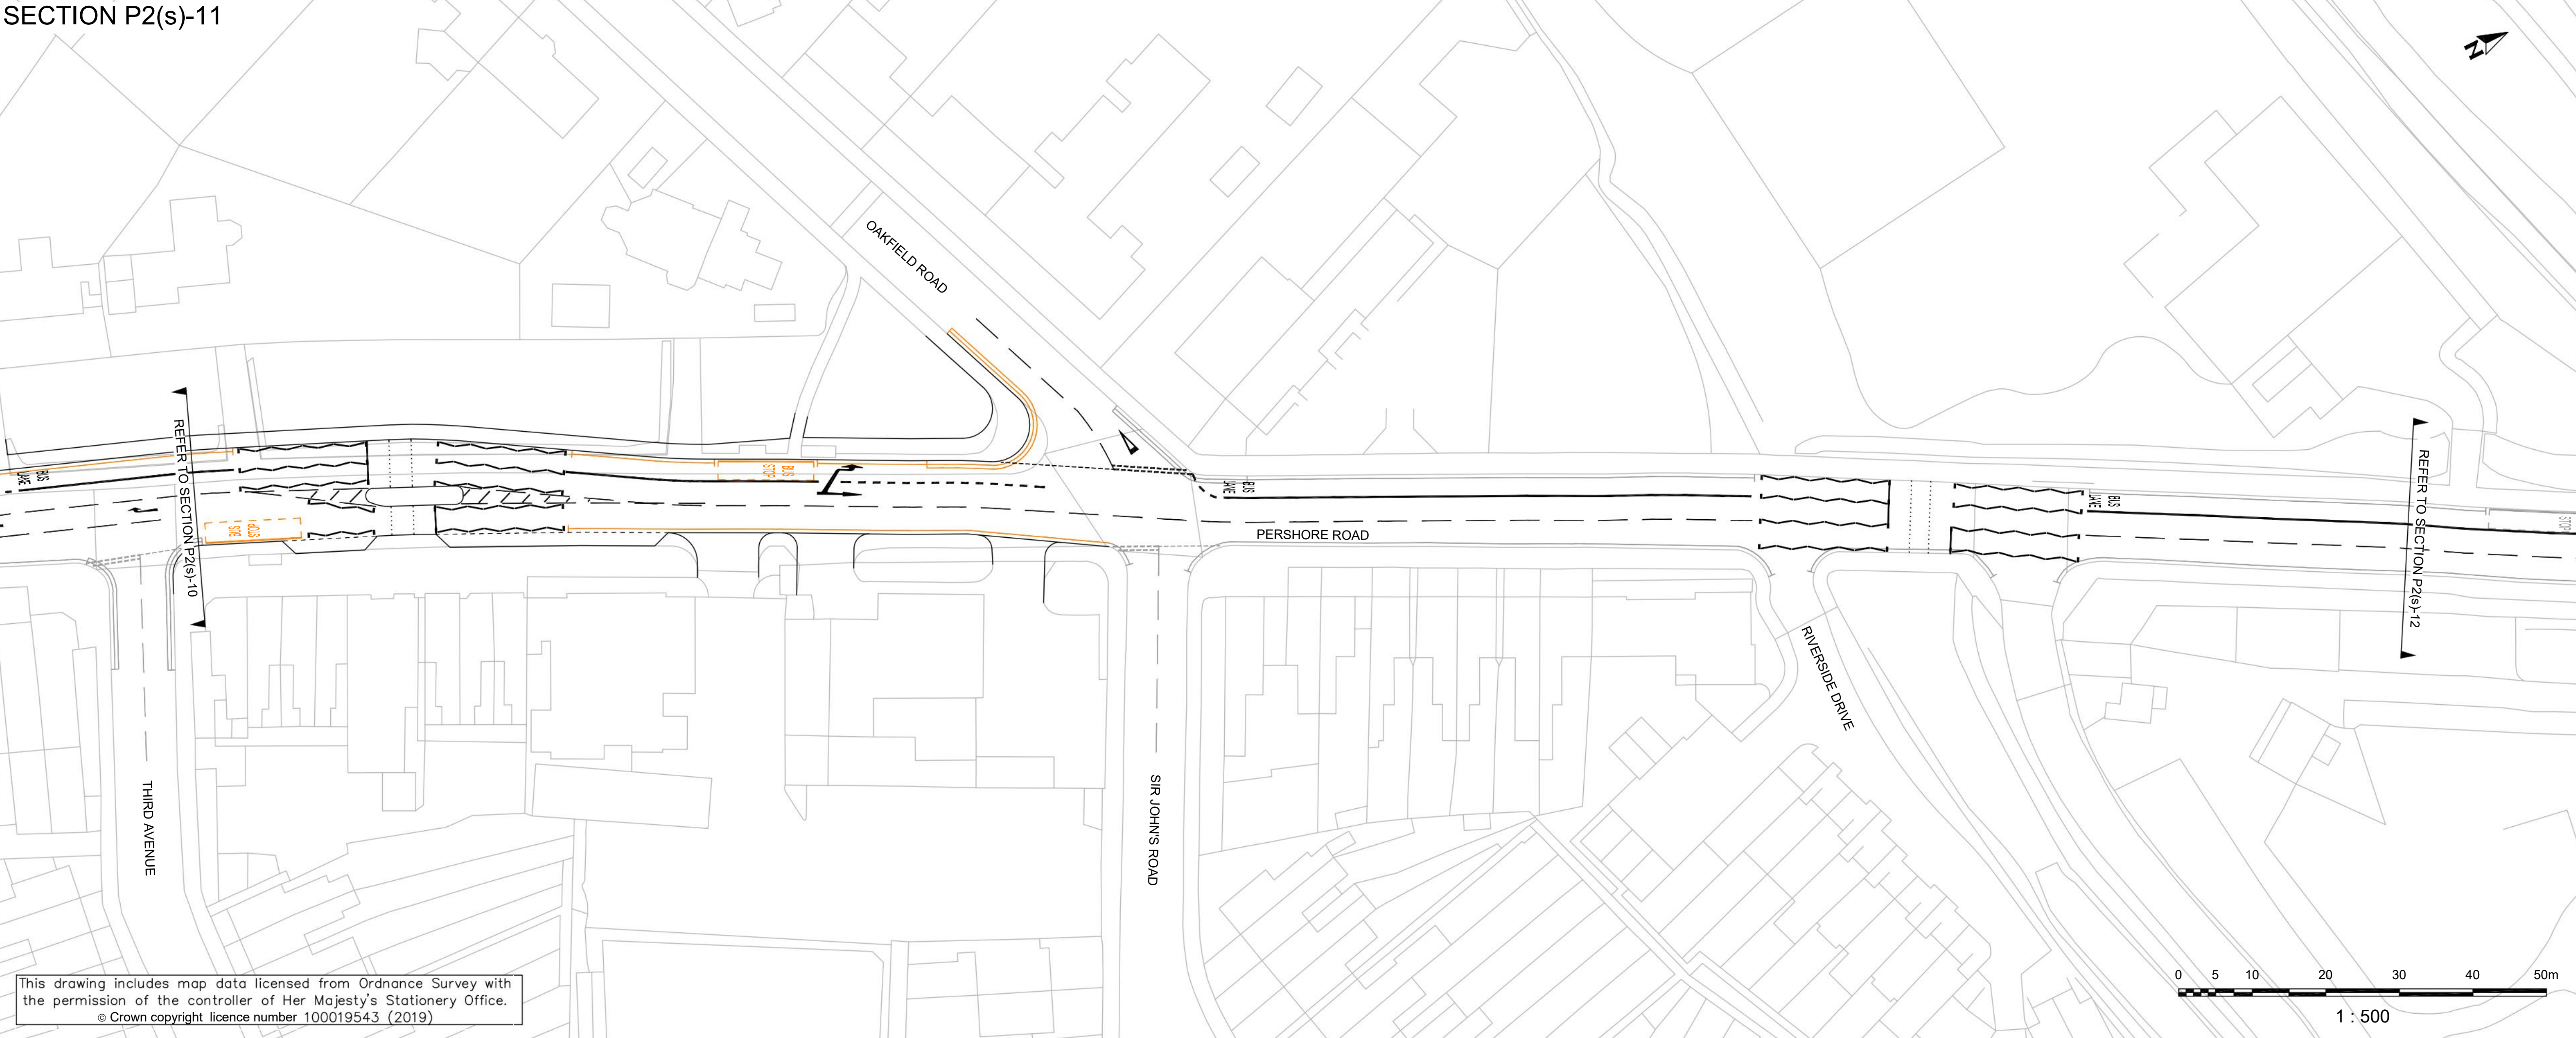 SECTION P2(s)-11
N
OAKFIELD ROAD
REFER TO SECTION P2(s)-10
BUS
LANE
BUS
STOP
BUS
STOP
BUS
LANE
PERSHORE ROAD
BUS
LANE
REFER TO SECTION P2(s)-12
STOP
RIVERSIDE DRIVE
THIRD AVENUE
SIR JOHN'S ROAD
0 5 10 20 30 40 50m
1 : 500
This drawing includes map data licensed from Ordnance Survey with
the permission of the controller of Her Majesty's Stationery Office.
© Crown copyright licence number 100019543 (2019)